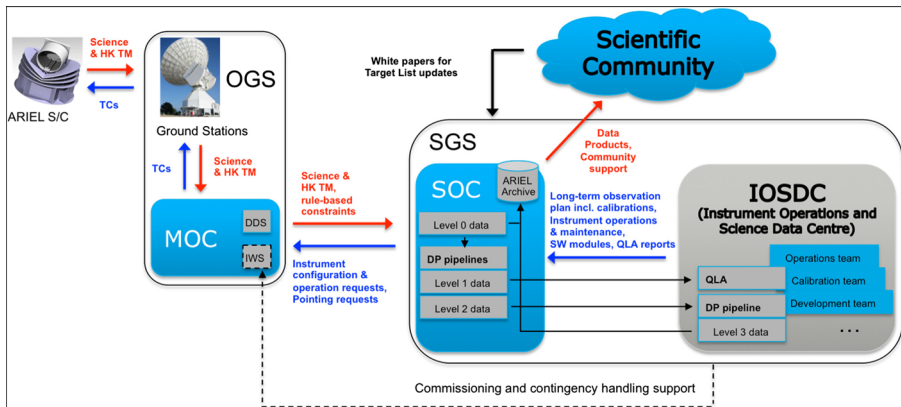 Science
& HK TM
TCs
ARIEL S/C
OGS
Ground Stations
TCs
Science
& HK TM
MOC
DDS
IWS
Science &
HK TM,
rule-based
constraints
Instrument
configuration &
operation requests,
Pointing requests
White papers for
Target List updates
Scientific
Community
Data
Products,
Community
support
SGS
SOC
ARIEL
Archive
Level 0 data
DP pipelines
Level 1 data
Level 2 data
Long-term observation
plan incl. calibrations,
Instrument operations
& maintenance,
SW modules, QLA reports
IOSDC
(Instrument Operations and
Science Data Centre)
Operations team
QLA
Calibration team
DP pipeline
Development team
Level 3 data
...
Commissioning and contingency handling support